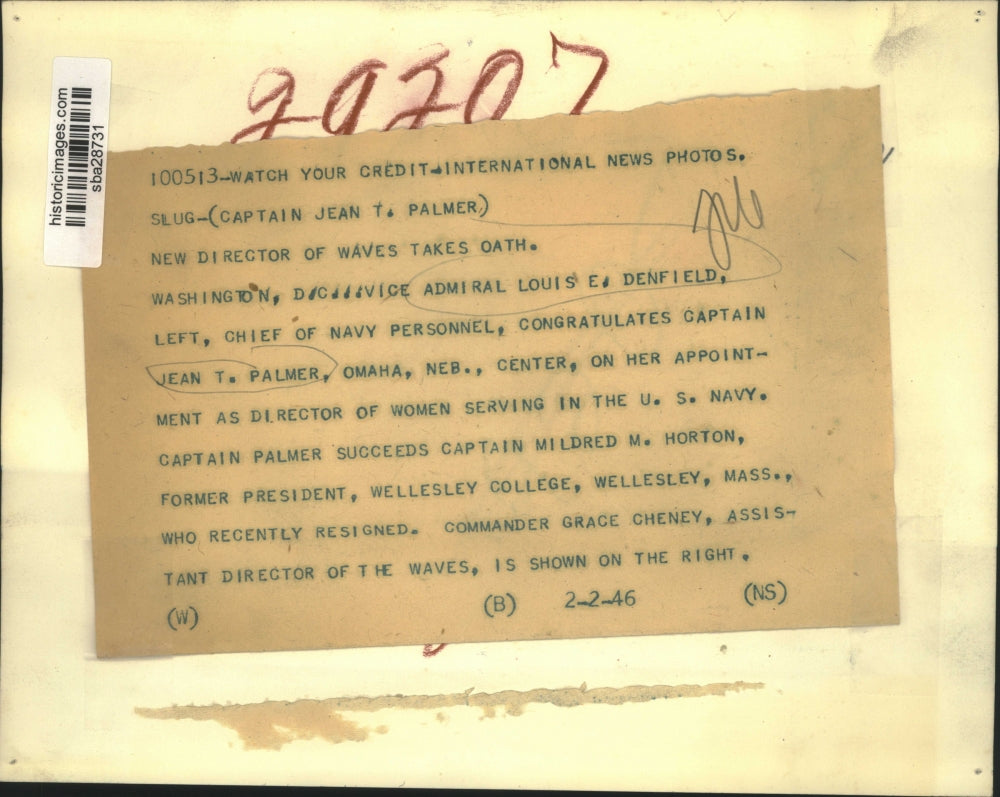 29207
historicimages.com
sba28731
100513-WATCH YOUR CREDIT-INTERNATIONAL NEWS PHOTOS.
SLUG-(CAPTAIN JEAN T. PALMER)
NEW DIRECTOR OF WAVES TAKES OATH.
WASHINGTON, D.C...VICE ADMIRAL LOUIS E. DENFIELD,
LEFT, CHIEF OF NAVY PERSONNEL, CONGRATULATES CAPTAIN
JEAN T. PALMER, OMAHA, NEB., CENTER, ON HER APPOINT-
MENT AS DIRECTOR OF WOMEN SERVING IN THE U. S. NAVY.
CAPTAIN PALMER SUCCEEDS CAPTAIN MILDRED M. HORTON,
FORMER PRESIDENT, WELLESLEY COLLEGE, WELLESLEY, MASS.,
WHO RECENTLY RESIGNED. COMMANDER GRACE CHENEY, ASSIS-
TANT DIRECTOR OF THE WAVES, IS SHOWN ON THE RIGHT.
(W) (B) 2-2-46 (NS)